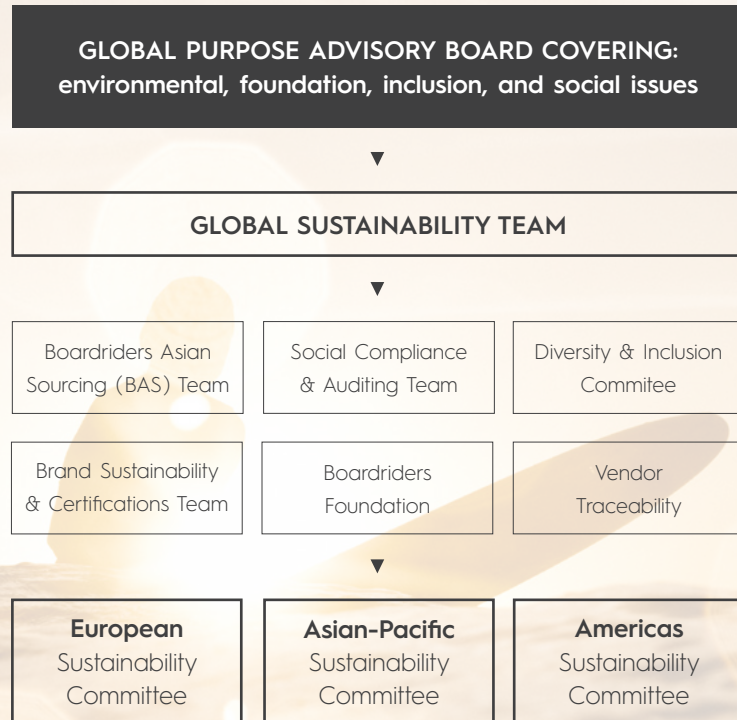 GLOBAL PURPOSE ADVISORY BOARD COVERING:
environmental, foundation, inclusion, and social issues
GLOBAL SUSTAINABILITY TEAM
Boardriders Asian
Sourcing (BAS) Team
Social Compliance
& Auditing Team
Diversity & Inclusion
Commitee
Brand Sustainability
& Certifications Team
Boardriders
Foundation
Vendor
Traceability
European
Sustainability
Committee
Asian-Pacific
Sustainability
Committee
Americas
Sustainability
Committee